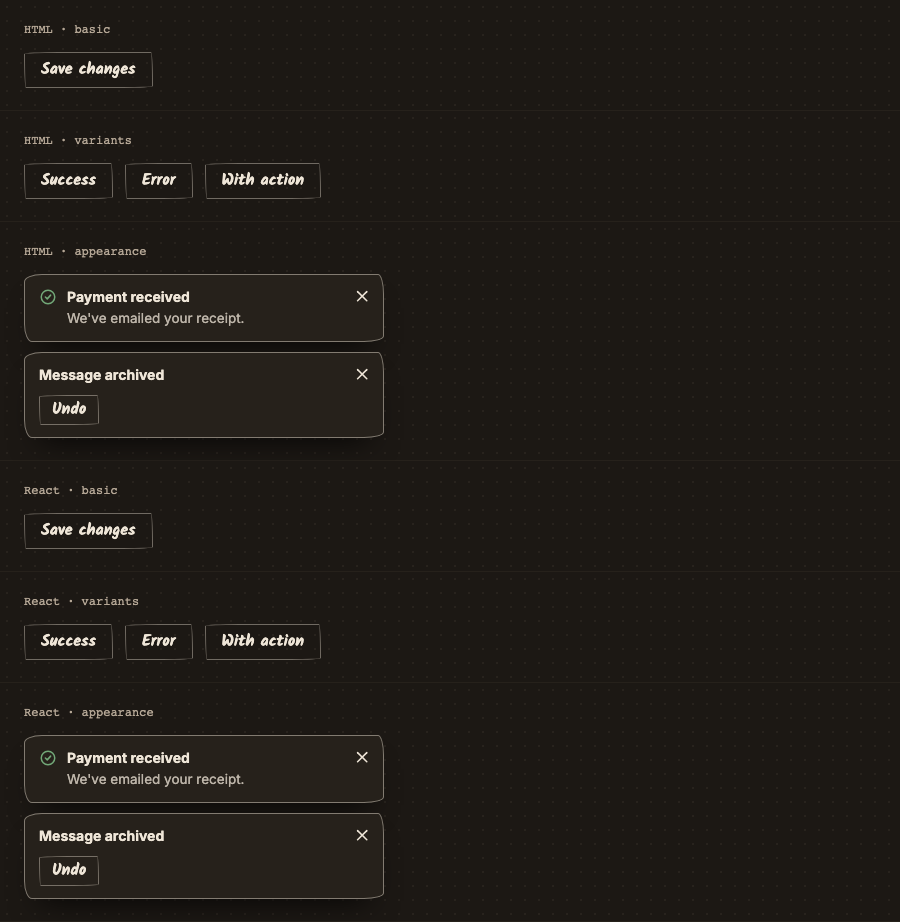 HTML · basic
Save changes
HTML · variants
Success Error With action
HTML · appearance
Payment received
We've emailed your receipt.
Message archived
Undo
React · basic
Save changes
React · variants
Success Error With action
React · appearance
Payment received
We've emailed your receipt.
Message archived
Undo